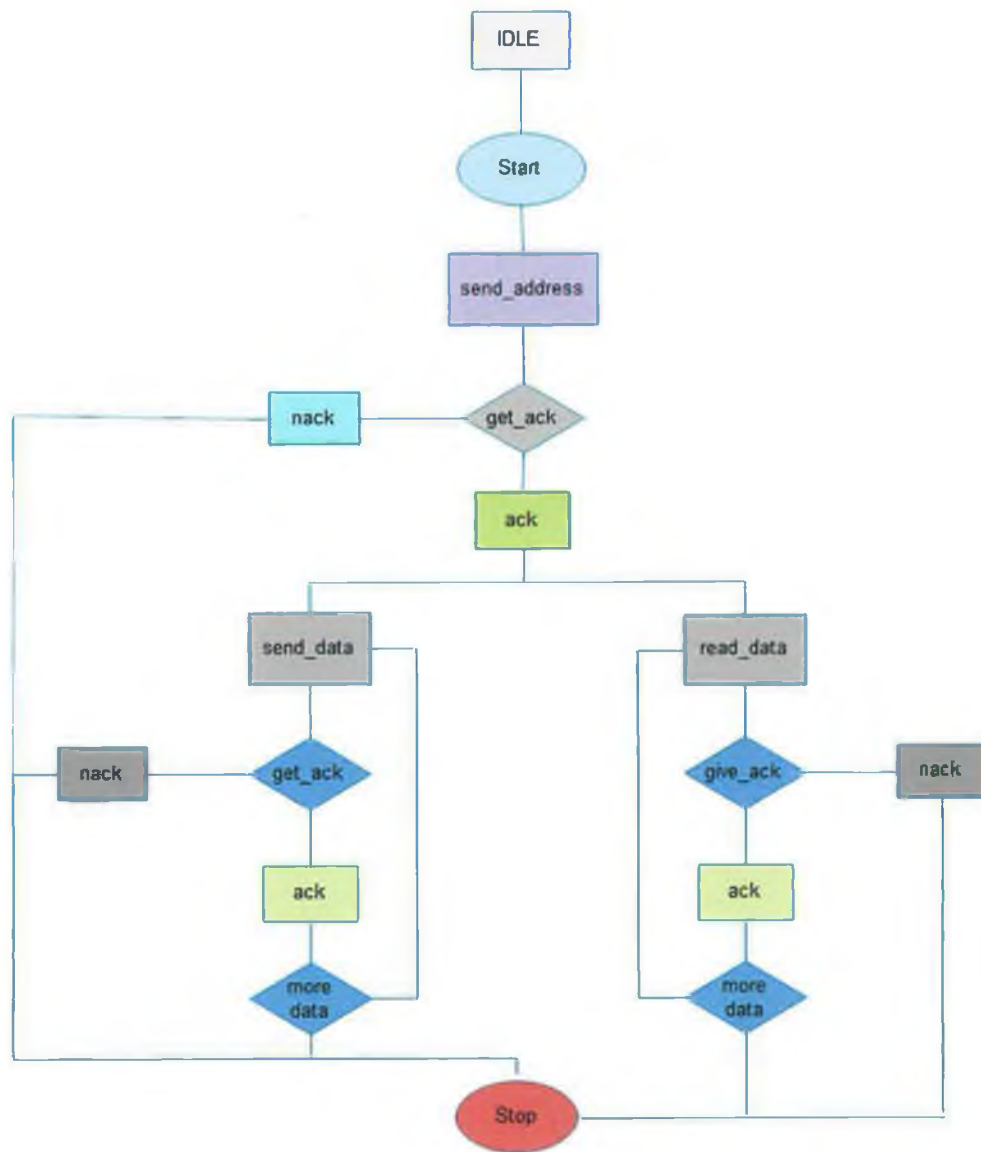 IDLE
Start
send_address
nack
get_ack
ack
send_data
read_data
nack
get_ack
give_ack
nack
ack
ack
more
data
more
data
Stop